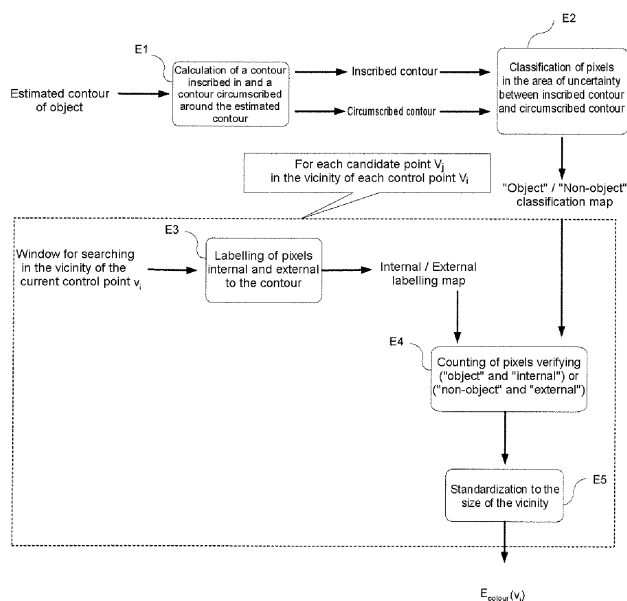 E1
E2
Estimated contour
of object
Calculation of a contour
inscribed in and a
contour circumscribed
around the estimated
contour
Inscribed contour
Circumscribed contour
Classification of pixels
in the area of uncertainty
between inscribed contour
and circumscribed contour
For each candidate point Vj
in the vicinity of each control point Vi
"Object" / "Non-object"
classification map
E3
Window for searching
in the vicinity of the
current control point vi
Labelling of pixels
internal and external
to the contour
Internal / External
labelling map
E4
Counting of pixels verifying
("object" and "internal") or
("non-object" and "external")
E5
Standardization to the
size of the vicinity
Ecolour(vi)